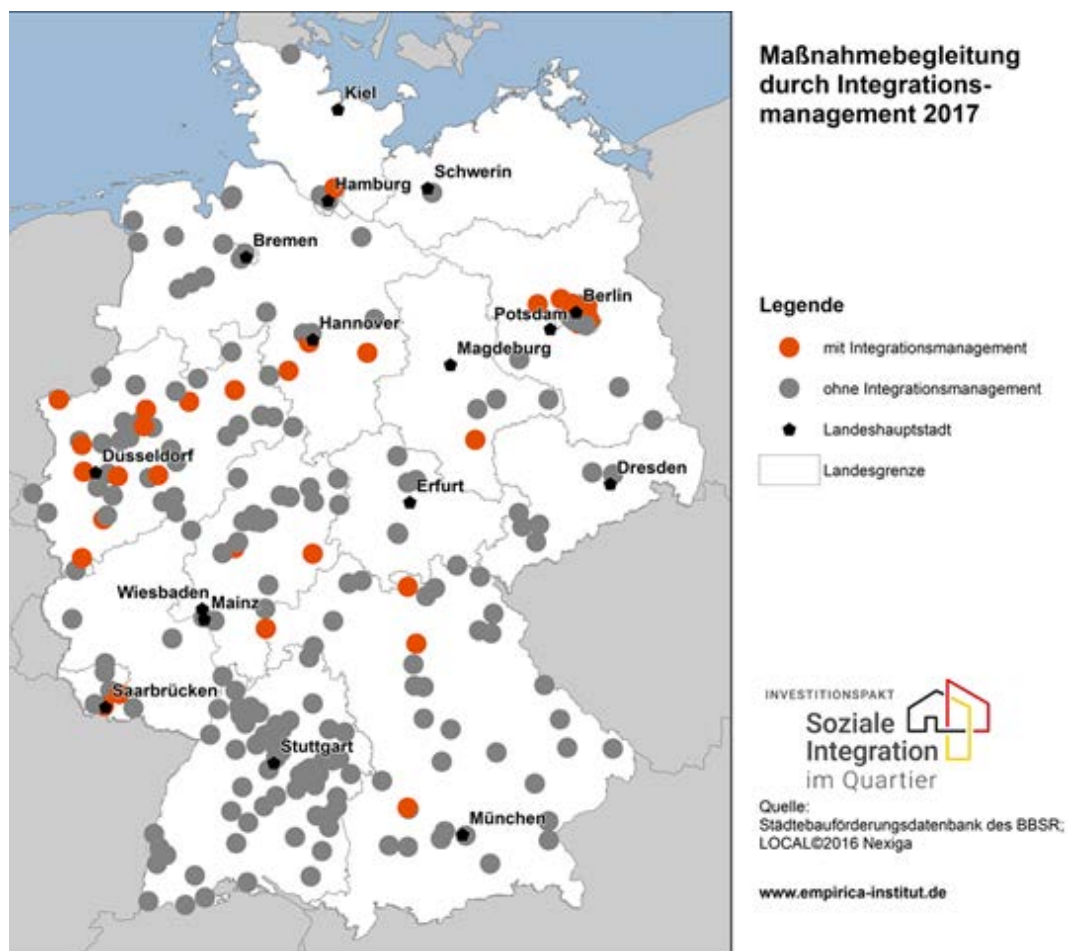 Maßnahmebegleitung
durch Integrations-
management 2017
Kiel
Schwerin
Hamburg
Bremen
Berlin
Potsdam
Hannover
Magdeburg
Düsseldorf
Erfurt
Dresden
Wiesbaden
Mainz
Saarbrücken
Stuttgart
München
Legende
mit Integrationsmanagement
ohne Integrationsmanagement
Landeshauptstadt
Landesgrenze
INVESTITIONSPAKT
Soziale
Integration
im Quartier
Quelle:
Städtebauförderungsdatenbank des BBSR;
LOCAL©2016 Nexiga
www.empirica-institut.de